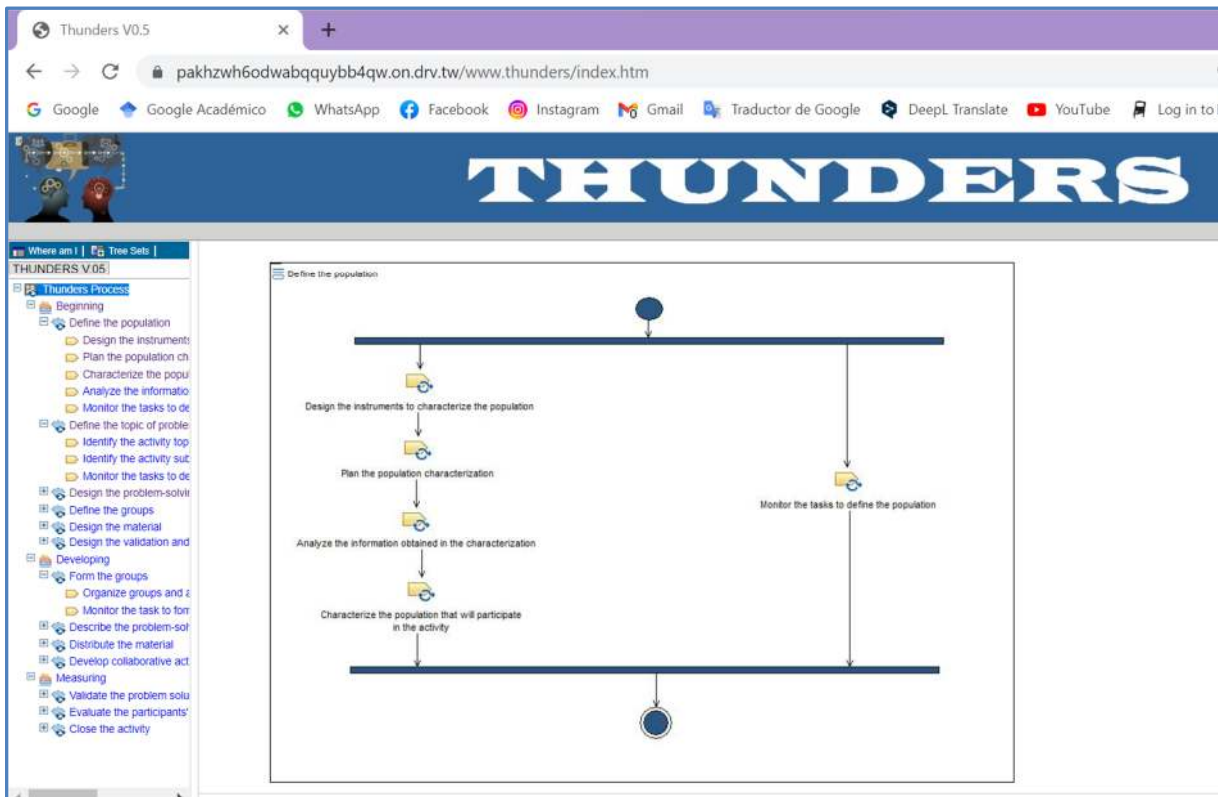 Thunders V0.5
pakhzwh6odwabqquybb4qw.on.drv.tw/www.thunders/index.htm
Google Google Académico WhatsApp Facebook Instagram Gmail Traductor de Google DeepL Translate YouTube Log in to
THUNDERS
Where am I | Tree Sets |
THUNDERS V.05
Thunders Process
Beginning
Define the population
Design the instruments
Plan the population ch
Characterize the popul
Analyze the informatio
Monitor the tasks to de
Define the topic of proble
Identify the activity top
Identify the activity sub
Monitor the tasks to de
Design the problem-solvin
Define the groups
Design the material
Design the validation and
Developing
Form the groups
Organize groups and a
Monitor the task to form
Describe the problem-sol
Distribute the material
Develop collaborative act
Measuring
Validate the problem solu
Evaluate the participants'
Close the activity
Define the population
Design the instruments to characterize the population
Plan the population characterization
Analyze the information obtained in the characterization
Characterize the population that will participate
in the activity
Monitor the tasks to define the population